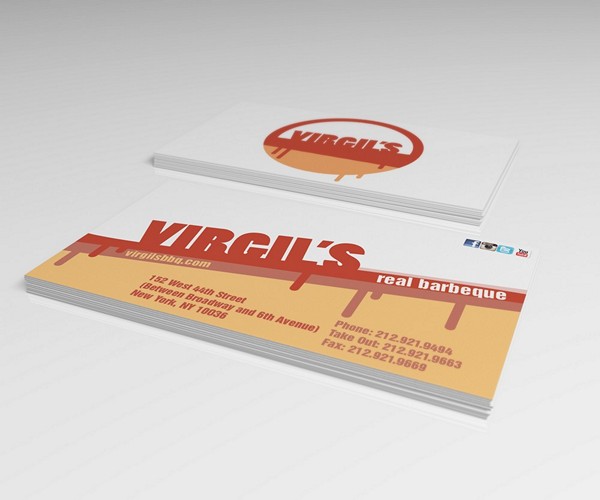 VIRGIL'S
VIRGIL'S
virgilsbbq.com
real barbeque
152 West 44th Street
(Between Broadway and 6th Avenue)
New York, NY 10036
Phone: 212.921.9494
Take Out: 212.921.9663
Fax: 212.921.9669
You